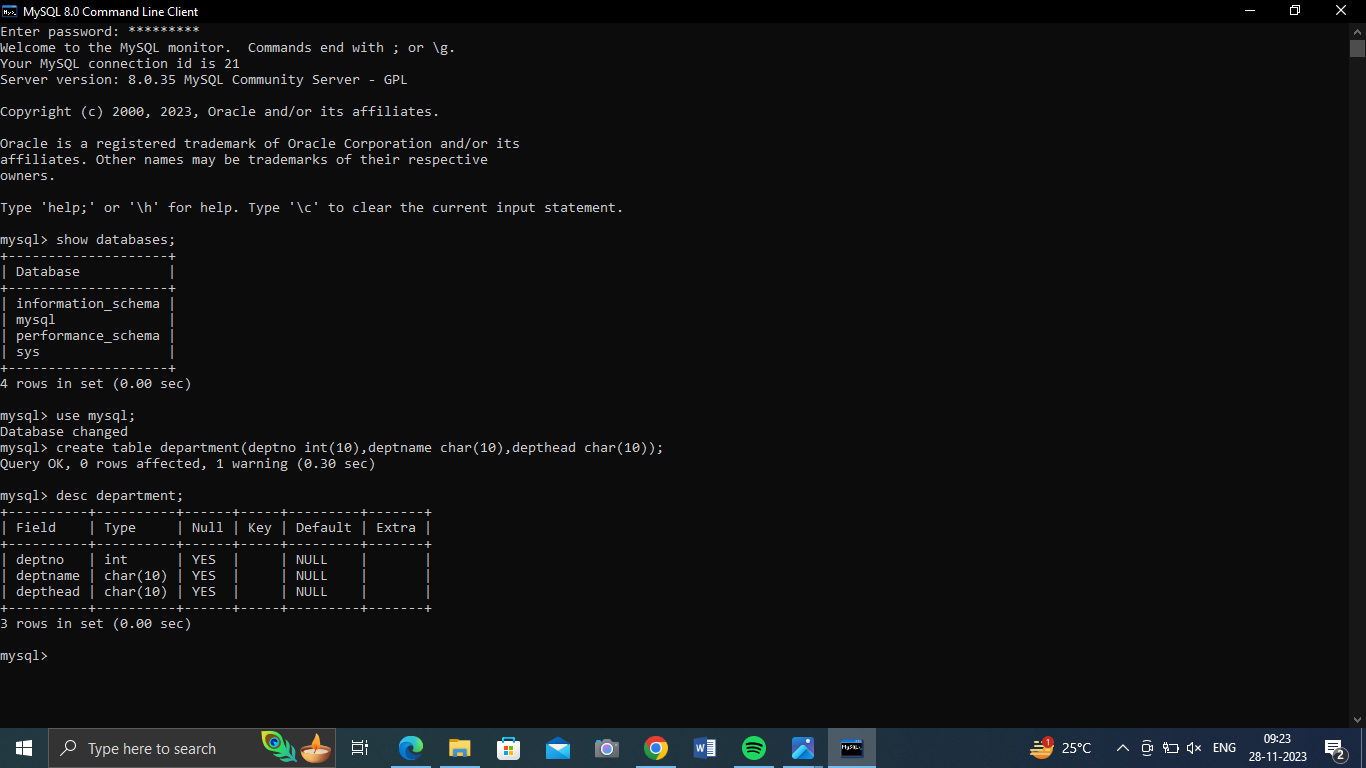 MySQL 8.0 Command Line Client
Enter password: *********
Welcome to the MySQL monitor.  Commands end with ; or \g.
Your MySQL connection id is 21
Server version: 8.0.35 MySQL Community Server - GPL

Copyright (c) 2000, 2023, Oracle and/or its affiliates.

Oracle is a registered trademark of Oracle Corporation and/or its
affiliates. Other names may be trademarks of their respective
owners.

Type 'help;' or '\h' for help. Type '\c' to clear the current input statement.

mysql> show databases;
+--------------------+
| Database           |
+--------------------+
| information_schema |
| mysql              |
| performance_schema |
| sys                |
+--------------------+
4 rows in set (0.00 sec)

mysql> use mysql;
Database changed
mysql> create table department(deptno int(10),deptname char(10),depthead char(10));
Query OK, 0 rows affected, 1 warning (0.30 sec)

mysql> desc department;
+----------+----------+------+-----+---------+-------+
| Field    | Type     | Null | Key | Default | Extra |
+----------+----------+------+-----+---------+-------+
| deptno   | int      | YES  |     | NULL    |       |
| deptname | char(10) | YES  |     | NULL    |       |
| depthead | char(10) | YES  |     | NULL    |       |
+----------+----------+------+-----+---------+-------+
3 rows in set (0.00 sec)

mysql>
Type here to search
1
25°C
ENG
09:23
28-11-2023
2